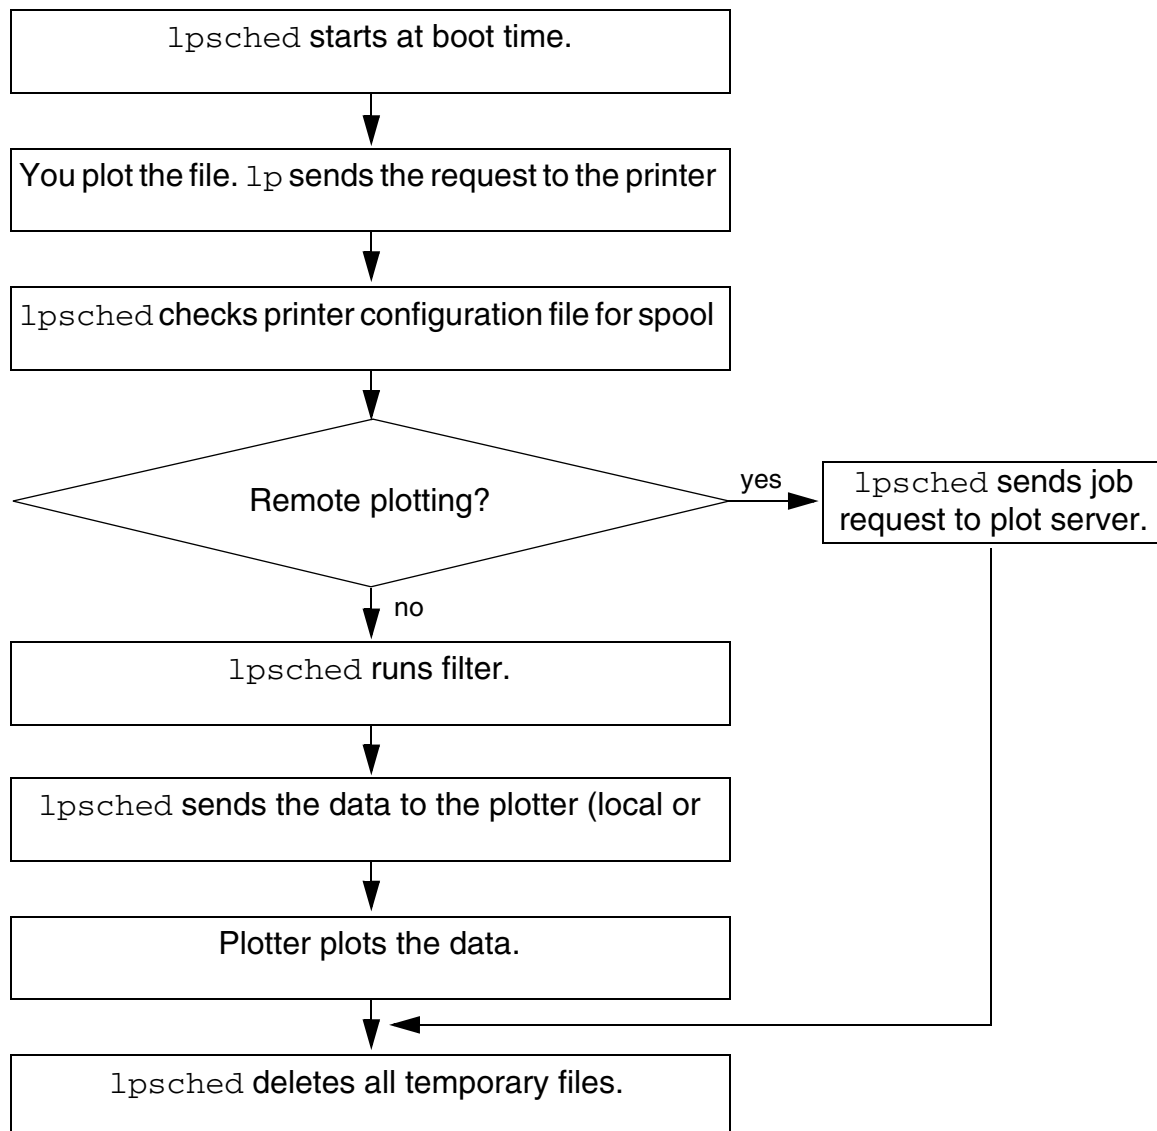 lpsched starts at boot time.
You plot the file. lp sends the request to the printer
lpsched checks printer configuration file for spool
Remote plotting?
yes
lpsched sends job
request to plot server.
no
lpsched runs filter.
lpsched sends the data to the plotter (local or
Plotter plots the data.
lpsched deletes all temporary files.